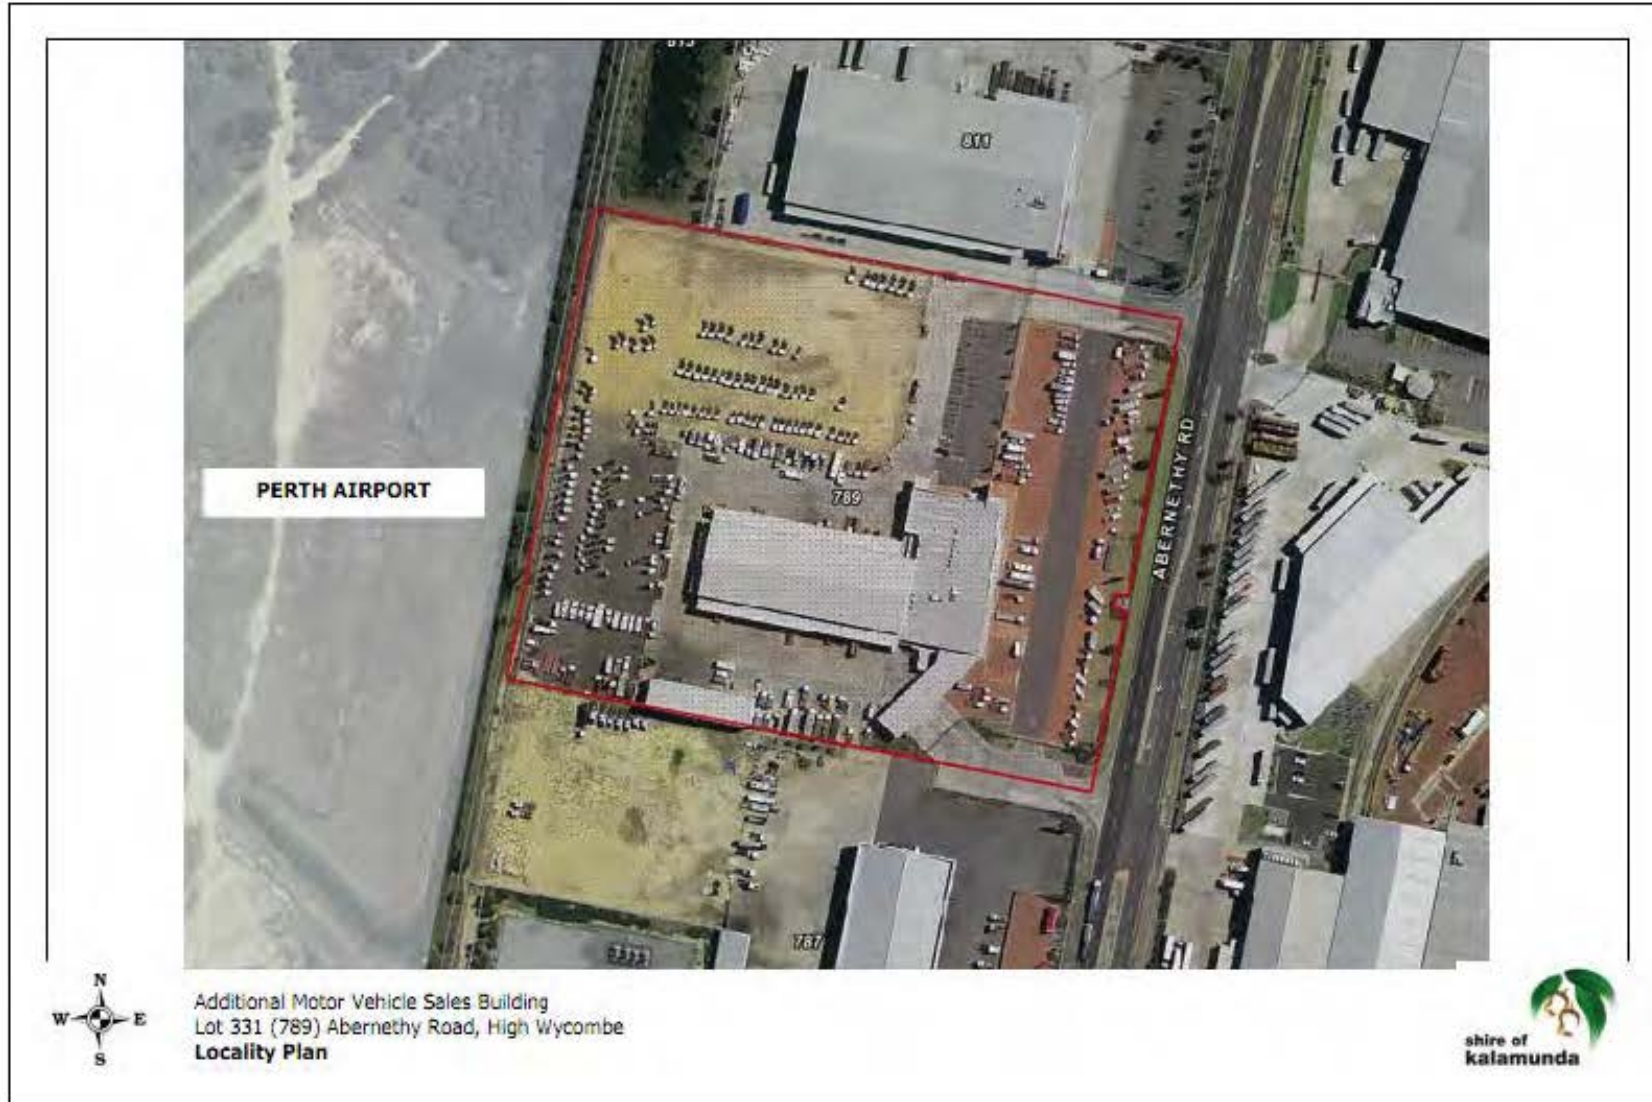 811
789
ABERNETHY RD
PERTH AIRPORT
787
N
W E
S
Additional Motor Vehicle Sales Building
Lot 331 (789) Abernethy Road, High Wycombe
Locality Plan
shire of
kalamunda